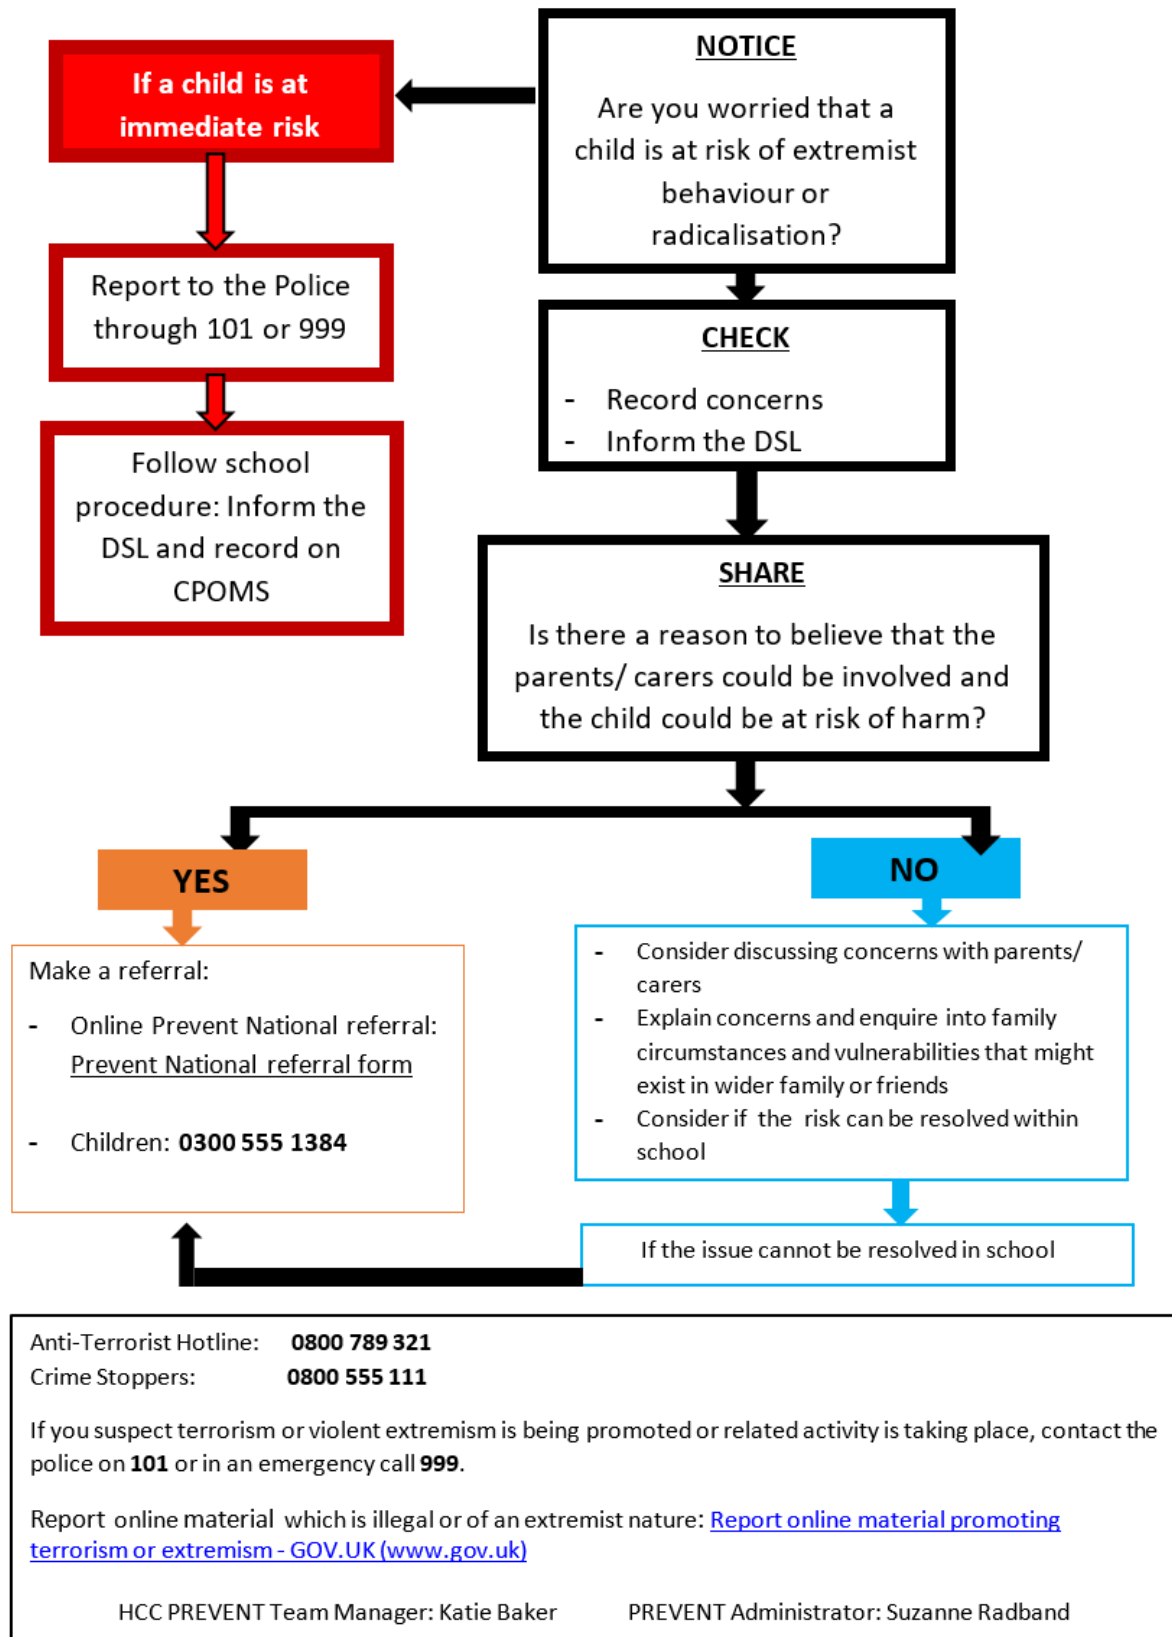 NOTICE
Are you worried that a
child is at risk of extremist
behaviour or
radicalisation?
If a child is at
immediate risk
Report to the Police
through 101 or 999
Follow school
procedure: Inform the
DSL and record on
CPOMS
CHECK
- Record concerns
- Inform the DSL
SHARE
Is there a reason to believe that the
parents/ carers could be involved and
the child could be at risk of harm?
YES
Make a referral:
- Online Prevent National referral:
Prevent National referral form
- Children: 0300 555 1384
NO
- Consider discussing concerns with parents/
carers
- Explain concerns and enquire into family
circumstances and vulnerabilities that might
exist in wider family or friends
- Consider if the risk can be resolved within
school
If the issue cannot be resolved in school
Anti-Terrorist Hotline: 0800 789 321
Crime Stoppers: 0800 555 111
If you suspect terrorism or violent extremism is being promoted or related activity is taking place, contact the
police on 101 or in an emergency call 999.
Report online material which is illegal or of an extremist nature: Report online material promoting
terrorism or extremism - GOV.UK (www.gov.uk)
HCC PREVENT Team Manager: Katie Baker PREVENT Administrator: Suzanne Radband